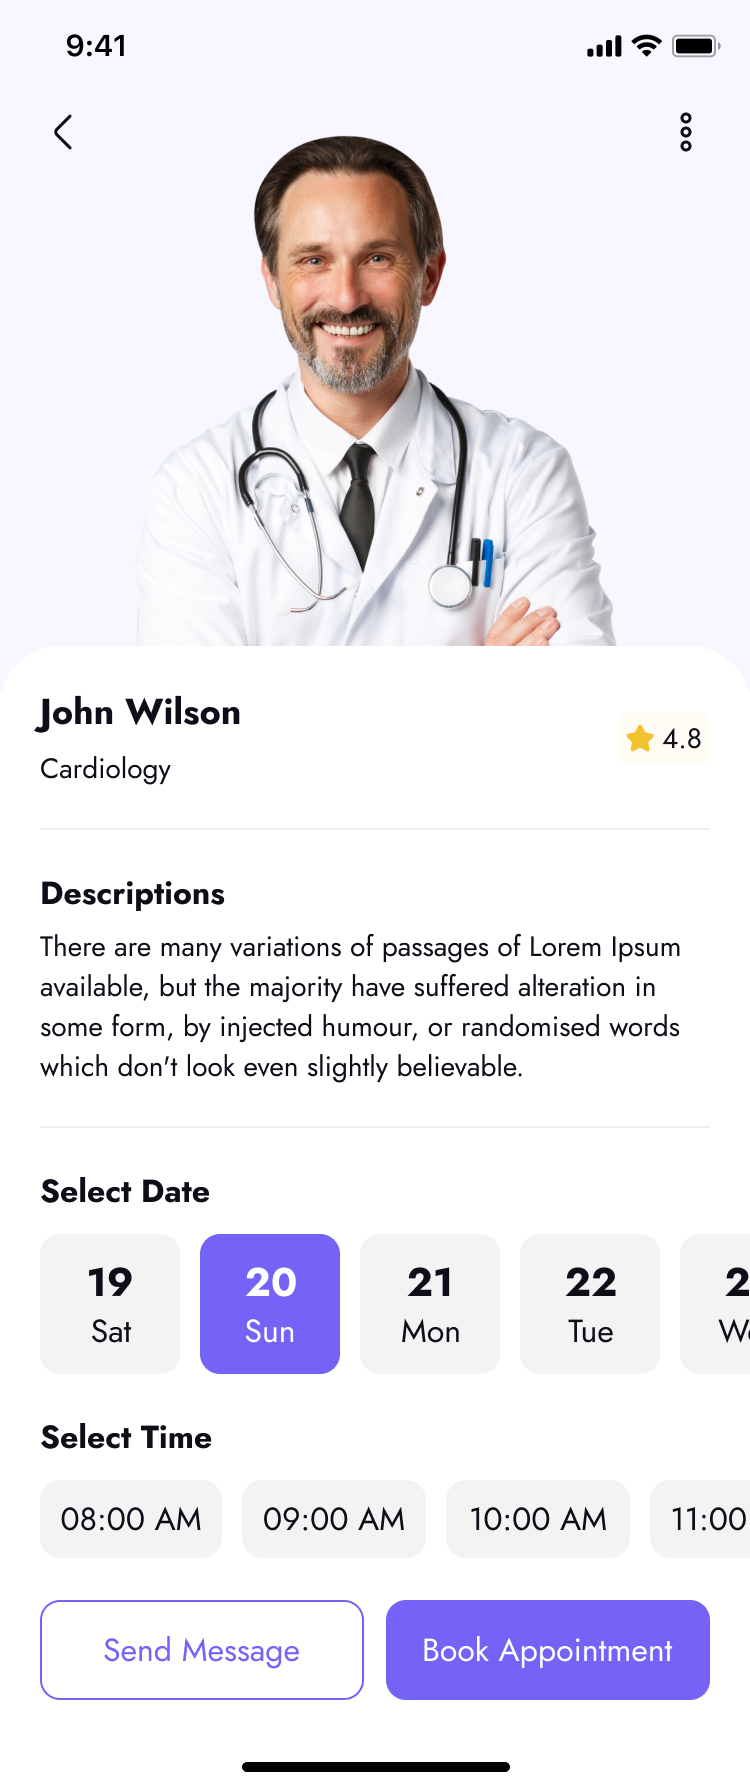 9:41
John Wilson
4.8
Cardiology
Descriptions
There are many variations of passages of Lorem Ipsum
available, but the majority have suffered alteration in
some form, by injected humour, or randomised words
which don't look even slightly believable.
Select Date
19 20 21 22 2
Sat Sun Mon Tue We
Select Time
08:00 AM 09:00 AM 10:00 AM 11:00
Send Message Book Appointment